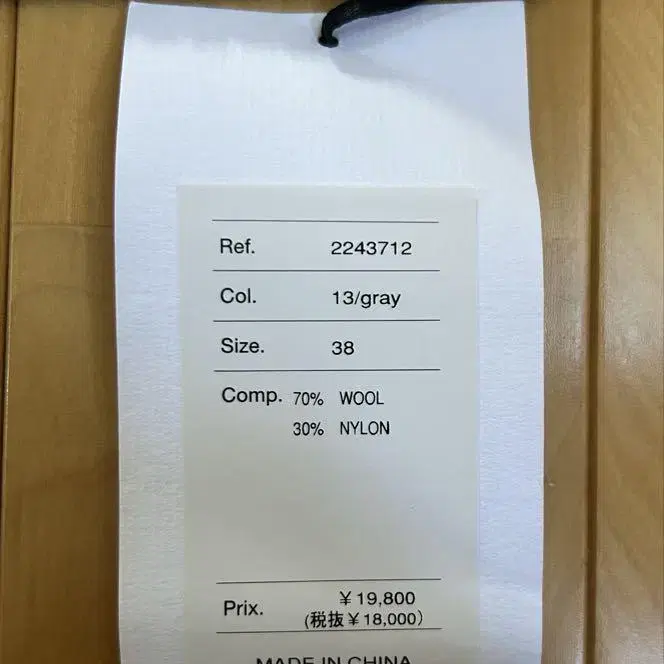 Ref. 2243712
Col. 13/gray
Size. 38
Comp. 70% WOOL
30% NYLON
Prix. ¥19,800
(税抜¥18,000)
MADE IN CHINA